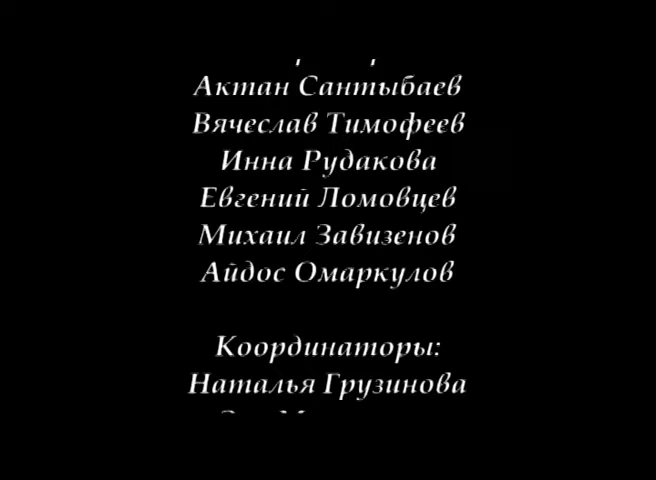 Актан Сантыбаев
Вячеслав Тимофеев
Инна Рудакова
Евгений Ломовцев
Михаил Завизенов
Айдос Омаркулов
Координаторы:
Наталья Грузинова